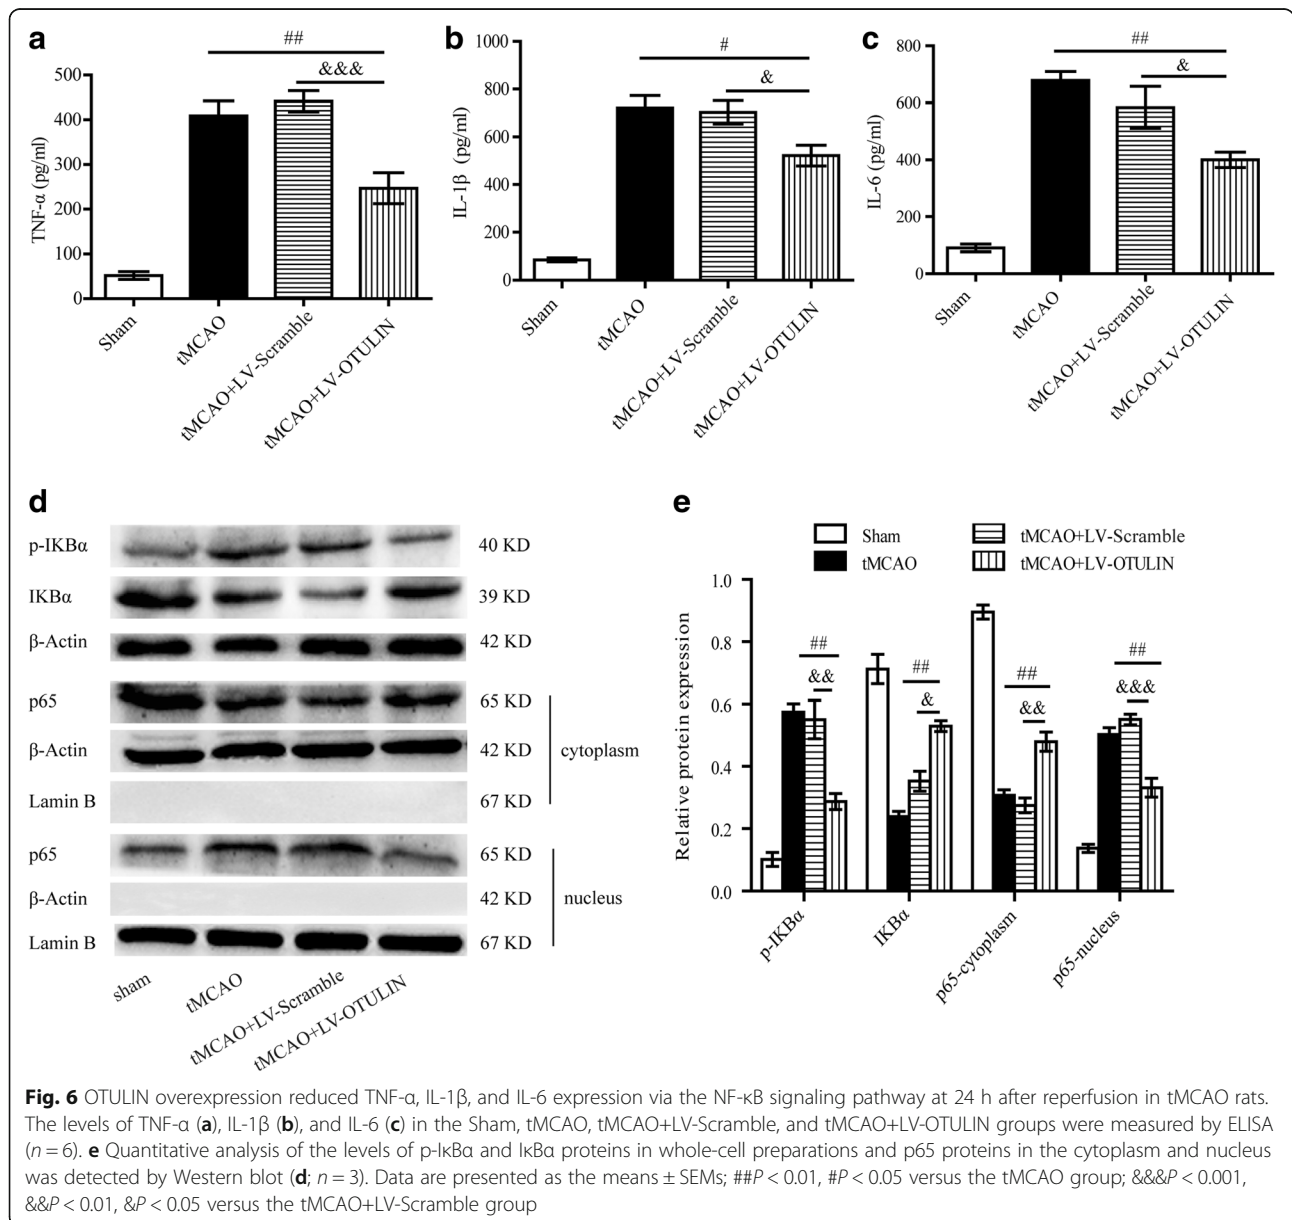 a
##
&&&
500
400
300
200
100
0
TNF-α (pg/ml)
Sham
tMCAO
tMCAO+LV-Scramble
tMCAO+LV-OTULIN
b
#
&
1000
800
600
400
200
0
IL-1β (pg/ml)
Sham
tMCAO
tMCAO+LV-Scramble
tMCAO+LV-OTULIN
c
##
&
800
600
400
200
0
IL-6 (pg/ml)
Sham
tMCAO
tMCAO+LV-Scramble
tMCAO+LV-OTULIN
d
p-IKBα 40 KD
IKBα 39 KD
β-Actin 42 KD
p65 65 KD
β-Actin 42 KD cytoplasm
Lamin B 67 KD
p65 65 KD
β-Actin 42 KD nucleus
Lamin B 67 KD
sham
tMCAO
tMCAO+LV-Scramble
tMCAO+LV-OTULIN
e
Sham tMCAO+LV-Scramble
tMCAO tMCAO+LV-OTULIN
1.0
0.8
0.6
0.4
0.2
0.0
Relative protein expression
##
&&
##
&
##
&&
##
&&&
p-IKBα
IKBα
p65-cytoplasm
p65-nucleus
Fig. 6 OTULIN overexpression reduced TNF-α, IL-1β, and IL-6 expression via the NF-κB signaling pathway at 24 h after reperfusion in tMCAO rats.
The levels of TNF-α (a), IL-1β (b), and IL-6 (c) in the Sham, tMCAO, tMCAO+LV-Scramble, and tMCAO+LV-OTULIN groups were measured by ELISA
(n = 6). e Quantitative analysis of the levels of p-IκBα and IκBα proteins in whole-cell preparations and p65 proteins in the cytoplasm and nucleus
was detected by Western blot (d; n = 3). Data are presented as the means ± SEMs; ##P < 0.01, #P < 0.05 versus the tMCAO group; &&&P < 0.001,
&&P < 0.01, &P < 0.05 versus the tMCAO+LV-Scramble group